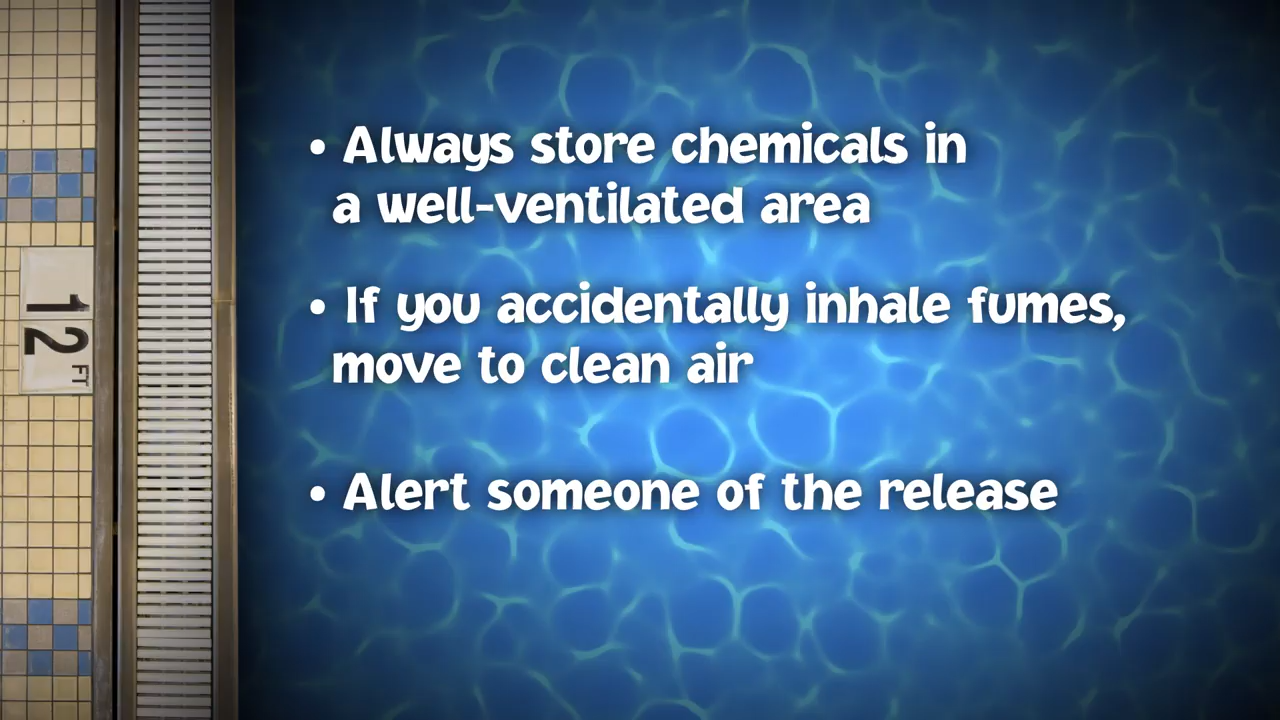 • Always store chemicals in
a well-ventilated area
• If you accidentally inhale fumes,
move to clean air
• Alert someone of the release
12
FT